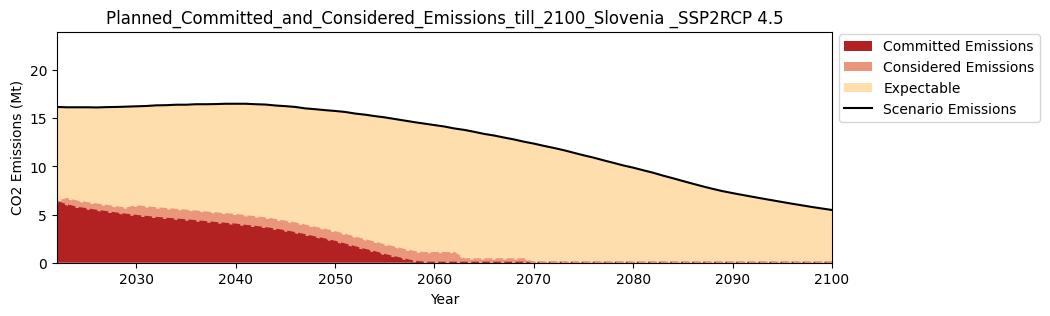 Planned_Committed_and_Considered_Emissions_till_2100_Slovenia _SSP2RCP 4.5
Committed Emissions
Considered Emissions
Expectable
Scenario Emissions
CO2 Emissions (Mt)
20
15
10
5
0
2030 2040 2050 2060 2070 2080 2090 2100
Year